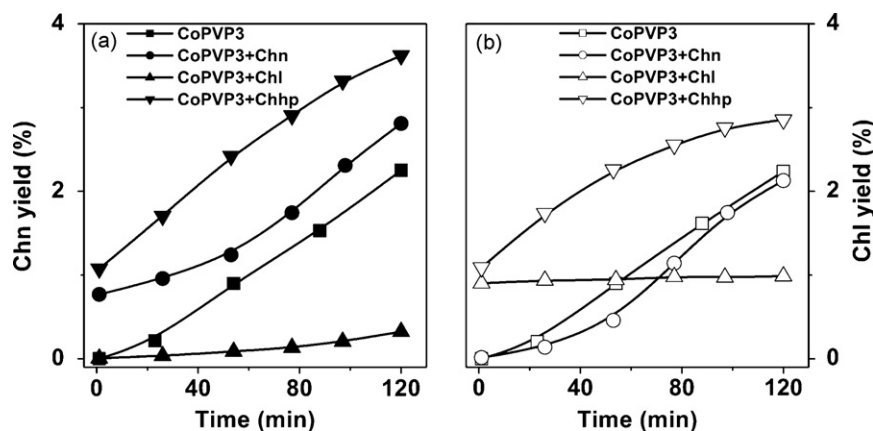 (a)
CoPVP3
CoPVP3+Chn
CoPVP3+Chl
CoPVP3+Chhp
Chn yield (%)
4
2
0
0 40 80 120
Time (min)
(b)
CoPVP3
CoPVP3+Chn
CoPVP3+Chl
CoPVP3+Chhp
Chl yield (%)
4
2
0
0 40 80 120
Time (min)